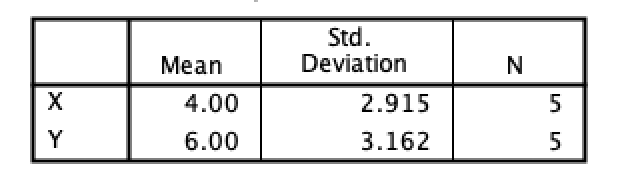 Mean Std. Deviation N
X 4.00 2.915 5
Y 6.00 3.162 5